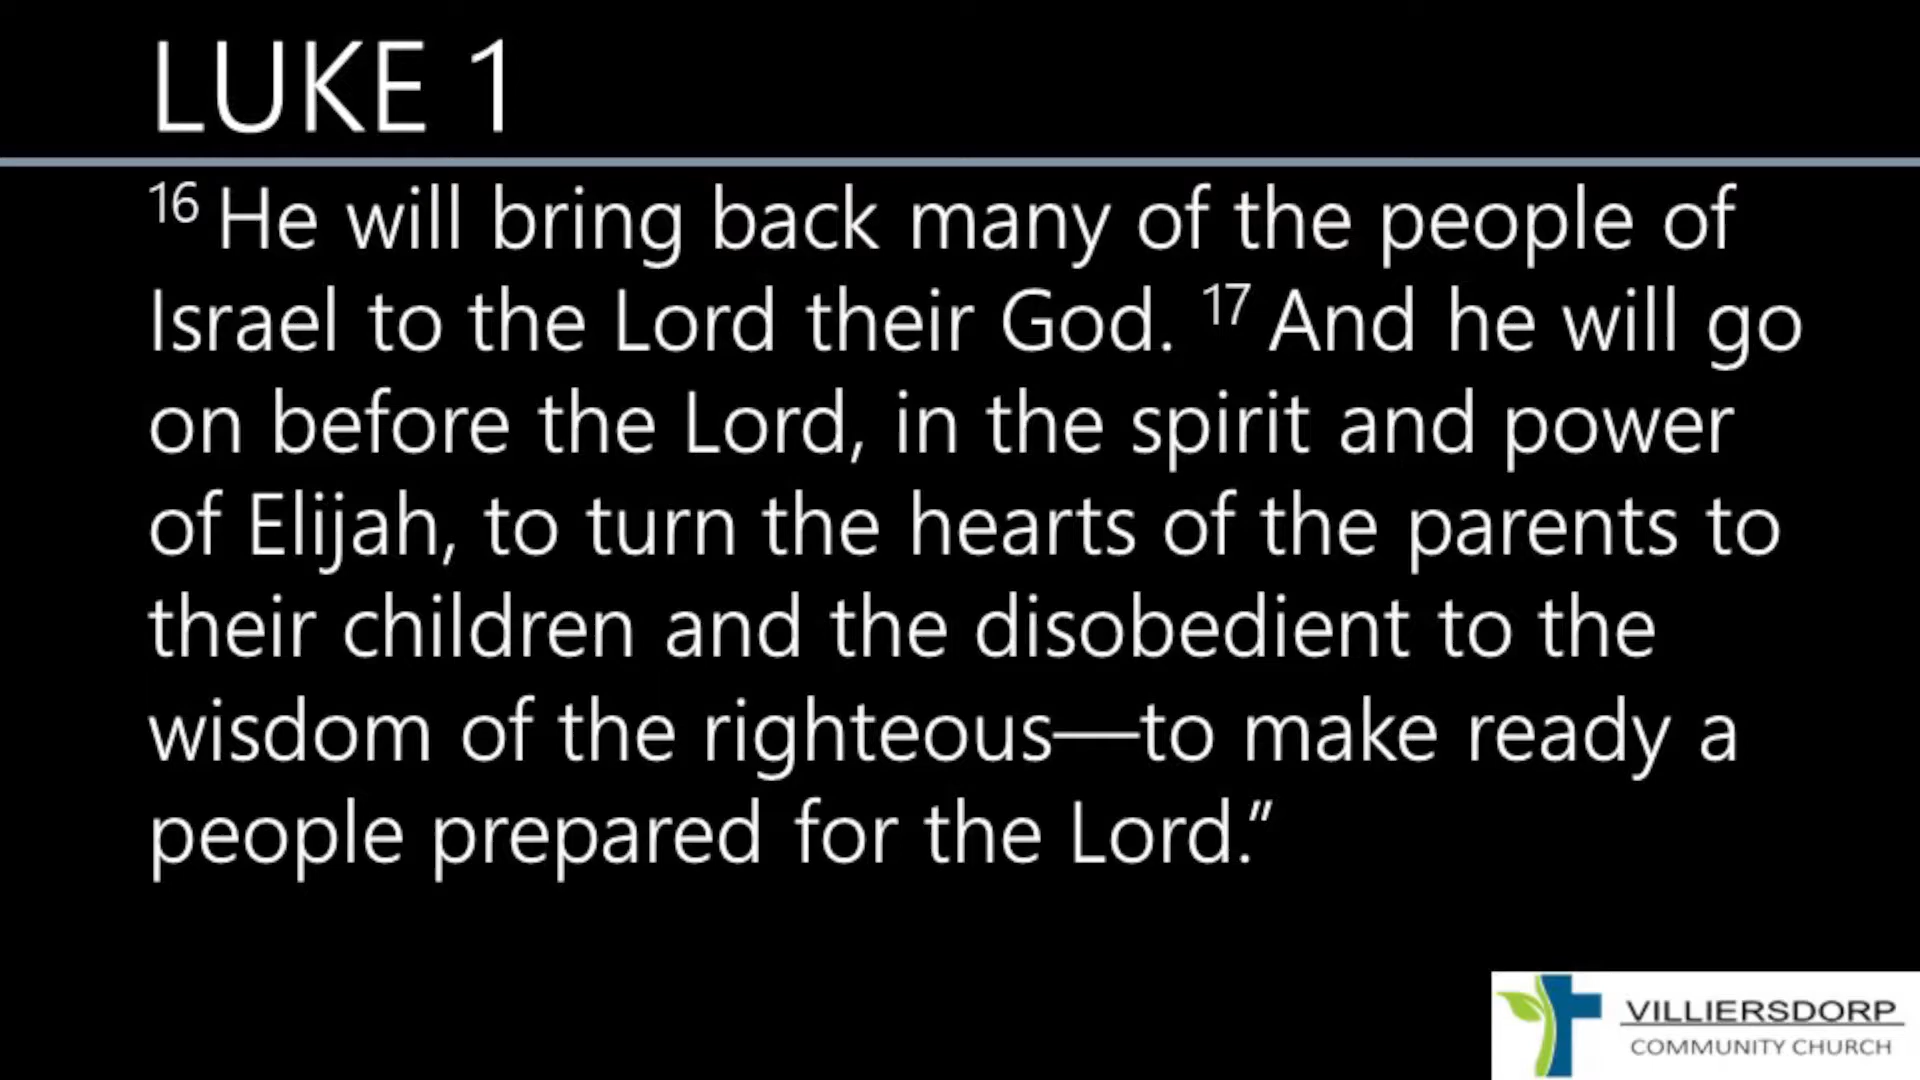 LUKE 1
16 He will bring back many of the people of
Israel to the Lord their God. 17 And he will go
on before the Lord, in the spirit and power
of Elijah, to turn the hearts of the parents to
their children and the disobedient to the
wisdom of the righteous—to make ready a
people prepared for the Lord.”
VILLIERSDORP
COMMUNITY CHURCH